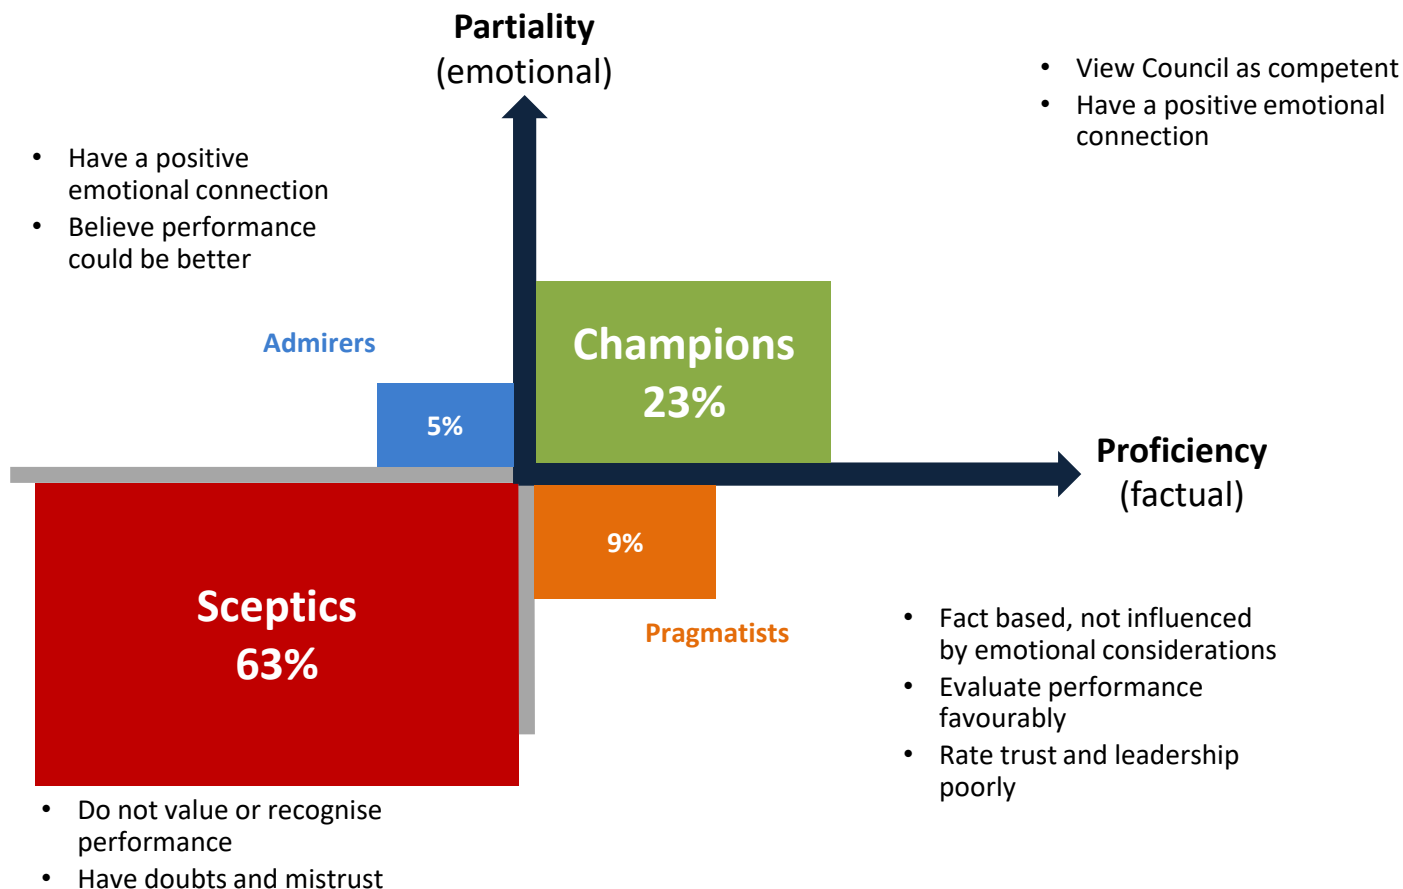 Partiality
(emotional)
• View Council as competent
• Have a positive emotional
connection
• Have a positive
emotional connection
• Believe performance
could be better
Admirers
Champions
23%
5%
Proficiency
(factual)
9%
Sceptics
63%
Pragmatists
• Fact based, not influenced
by emotional considerations
• Evaluate performance
favourably
• Rate trust and leadership
poorly
• Do not value or recognise
performance
• Have doubts and mistrust